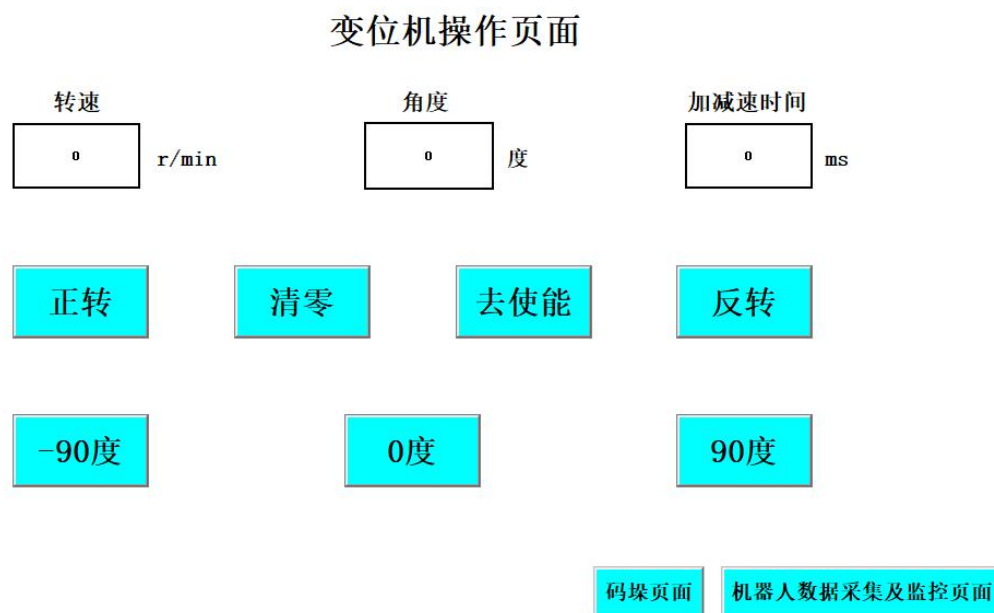 变位机操作页面
转速 角度 加减速时间
0 r/min 0 度 0 ms
正转 清零 去使能 反转
-90度 0度 90度
码垛页面 机器人数据采集及监控页面